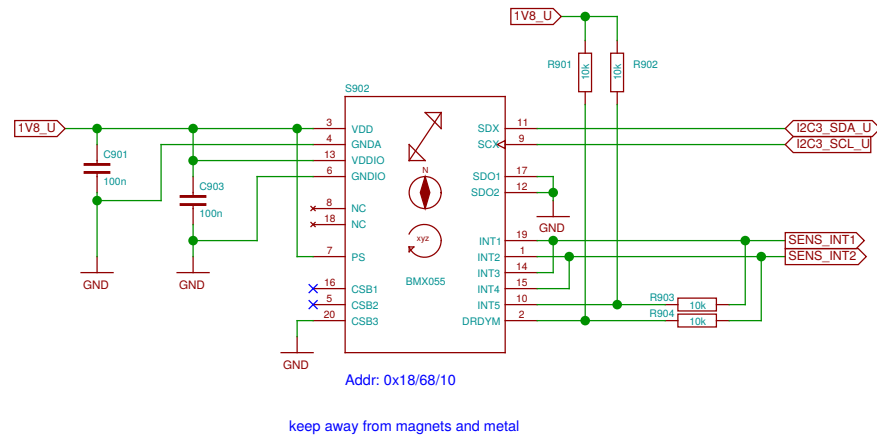 1V8_U
R901
10k
10k
R902
S902
1V8_U
C901
100n
C903
100n
GND
GND
GND
3
VDD
4
GNDA
13
VDDIO
6
GNDIO
8
NC
18
NC
7
PS
16
CSB1
5
CSB2
20
CSB3
N
xyz
BMX055
SDX
11
I2C3_SDA_U
SCX
9
I2C3_SCL_U
SDO1
17
SDO2
12
GND
INT1
19
SENS_INT1
INT2
1
SENS_INT2
INT3
14
INT4
15
INT5
10
R903
10k
DRDYM
2
R904
10k
Addr: 0x18/68/10
keep away from magnets and metal